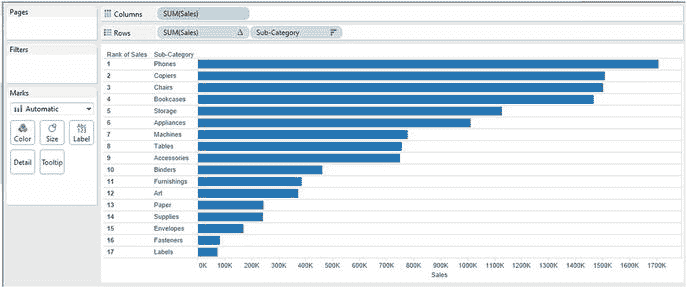 Pages
Columns SUM(Sales)
Rows SUM(Sales) Δ Sub-Category
Filters
Marks
Automatic
Color Size Label
Detail Tooltip
Rank of Sales Sub-Category
1 Phones
2 Copiers
3 Chairs
4 Bookcases
5 Storage
6 Appliances
7 Machines
8 Tables
9 Accessories
10 Binders
11 Furnishings
12 Art
13 Paper
14 Supplies
15 Envelopes
16 Fasteners
17 Labels
0K 100K 200K 300K 400K 500K 600K 700K 800K 900K 1000K 1100K 1200K 1300K 1400K 1500K 1600K 1700K
Sales